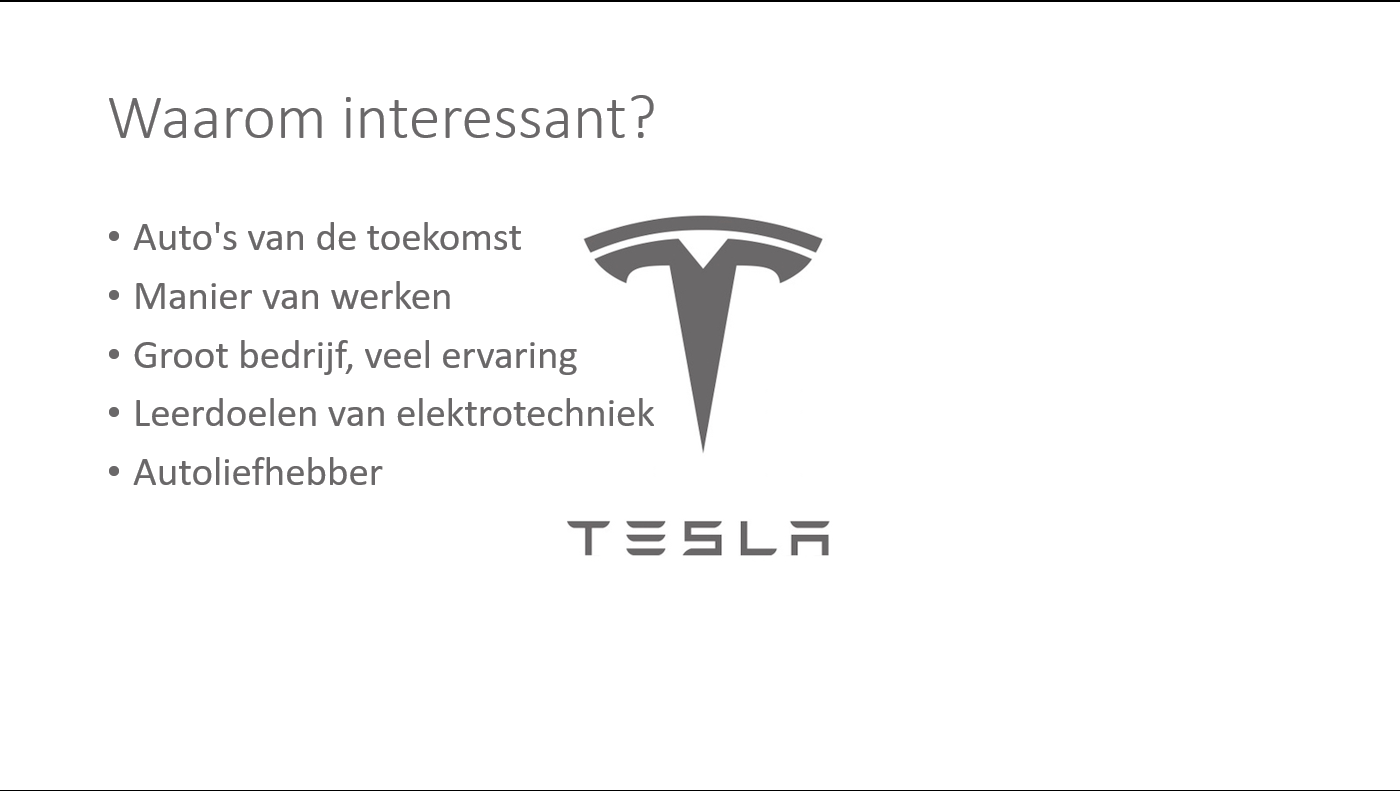 Waarom interessant?
• Auto's van de toekomst
• Manier van werken
• Groot bedrijf, veel ervaring
• Leerdoelen van elektrotechniek
• Autoliefhebber
TESLA